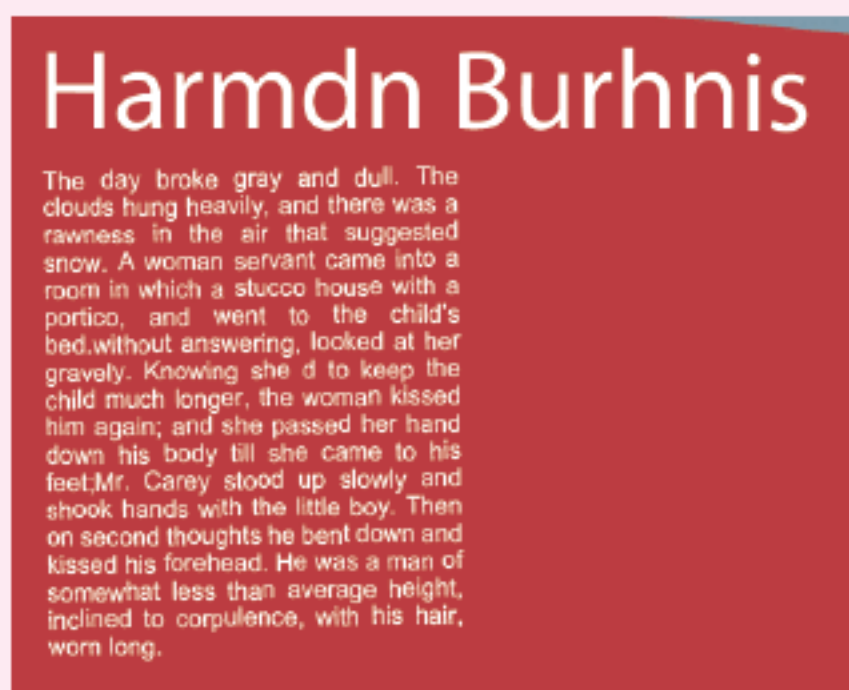 Harmdn Burhnis
The day broke gray and dull. The
clouds hung heavily, and there was a
rawness in the air that suggested
snow. A woman servant came into a
room in which a stucco house with a
portico, and went to the child's
bed.without answering, looked at her
gravely. Knowing she d to keep the
child much longer, the woman kissed
him again; and she passed her hand
down his body till she came to his
feet;Mr. Carey stood up slowly and
shook hands with the little boy. Then
on second thoughts he bent down and
kissed his forehead. He was a man of
somewhat less than average height,
inclined to corpulence, with his hair,
worn long.